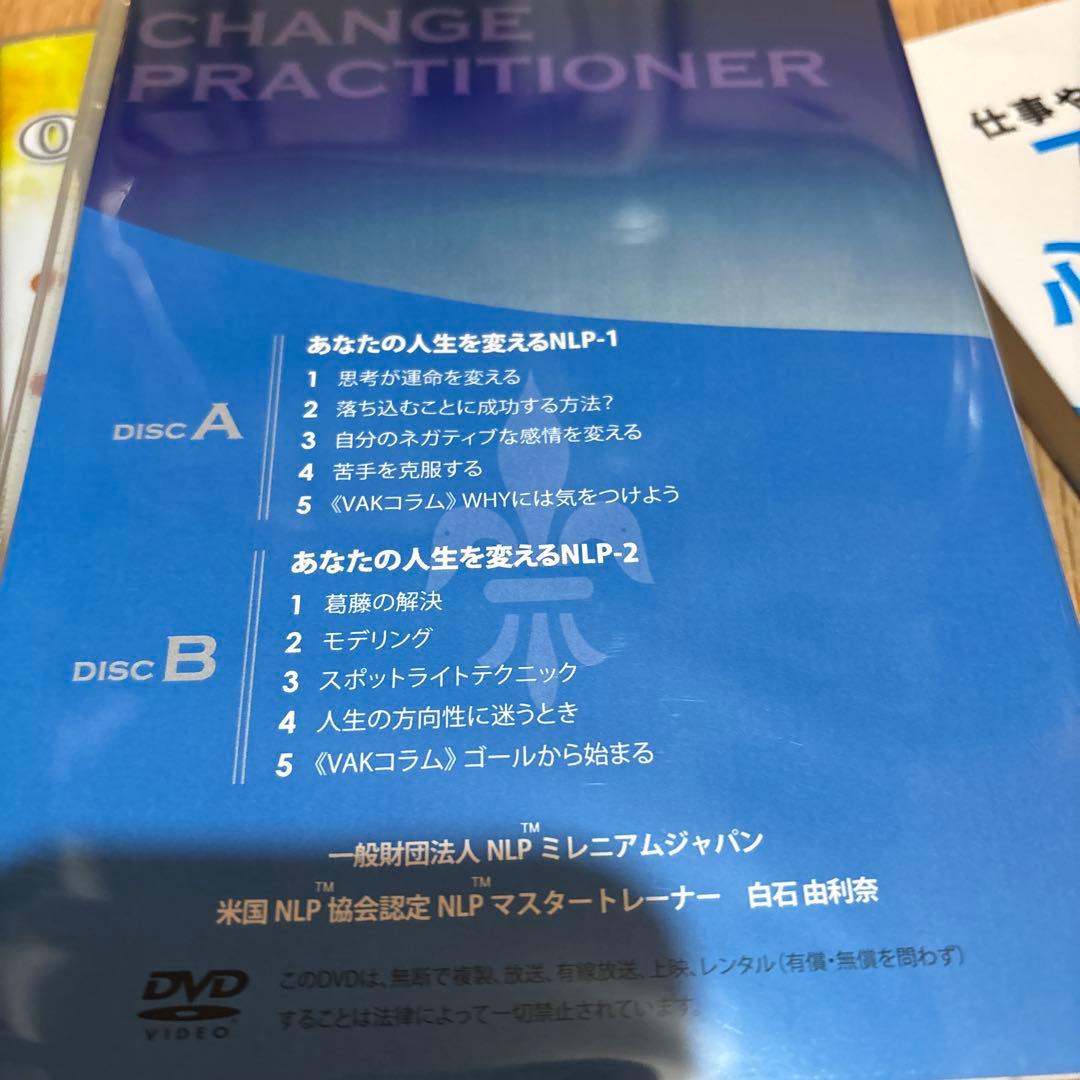 CHANGE
PRACTITIONER
仕事や
DISC A
あなたの人生を変えるNLP-1
1 思考が運命を変える
2 落ち込むことに成功する方法?
3 自分のネガティブな感情を変える
4 苦手を克服する
5 《VAKコラム》WHYには気をつけよう
DISC B
あなたの人生を変えるNLP-2
1 葛藤の解決
2 モデリング
3 スポットライトテクニック
4 人生の方向性に迷うとき
5 《VAKコラム》ゴールから始まる
一般財団法人 NLP™ ミレニアムジャパン
米国 NLP™ 協会認定 NLP™ マスタートレーナー 白石 由利奈
DVD
VIDEO
このDVDは、無断で複製、放送、有線放送、上映、レンタル(有償・無償を問わず)
することは法律によって一切禁止されています。